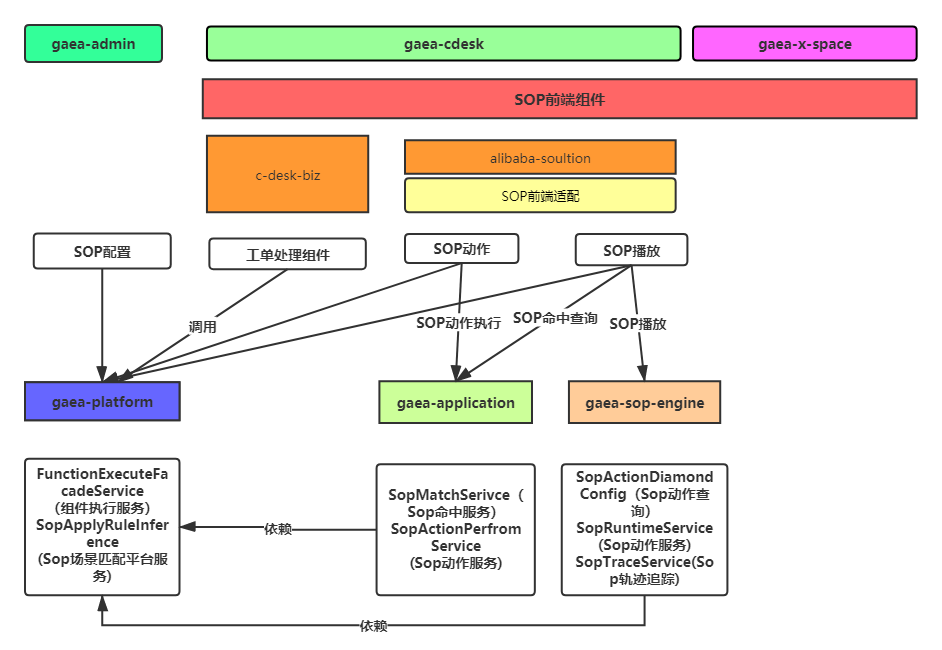 gaea-admin
gaea-cdesk
gaea-x-space
SOP前端组件
c-desk-biz
alibaba-soultion
SOP前端适配
SOP配置
工单处理组件
SOP动作
SOP播放
调用
SOP动作执行
SOP命中查询
SOP播放
gaea-platform
gaea-application
gaea-sop-engine
FunctionExecuteFa
cadeService
（组件执行服务）
SopApplyRuleInfer
ence
(Sop场景匹配平台服
务)
依赖
SopMatchSerivce（
Sop命中服务）
SopActionPerfrom
Service
(Sop动作服务)
SopActionDiamond
Config（Sop动作查
询）
SopRuntimeService
(Sop动作服务)
SopTraceService(So
p轨迹追踪)
依赖